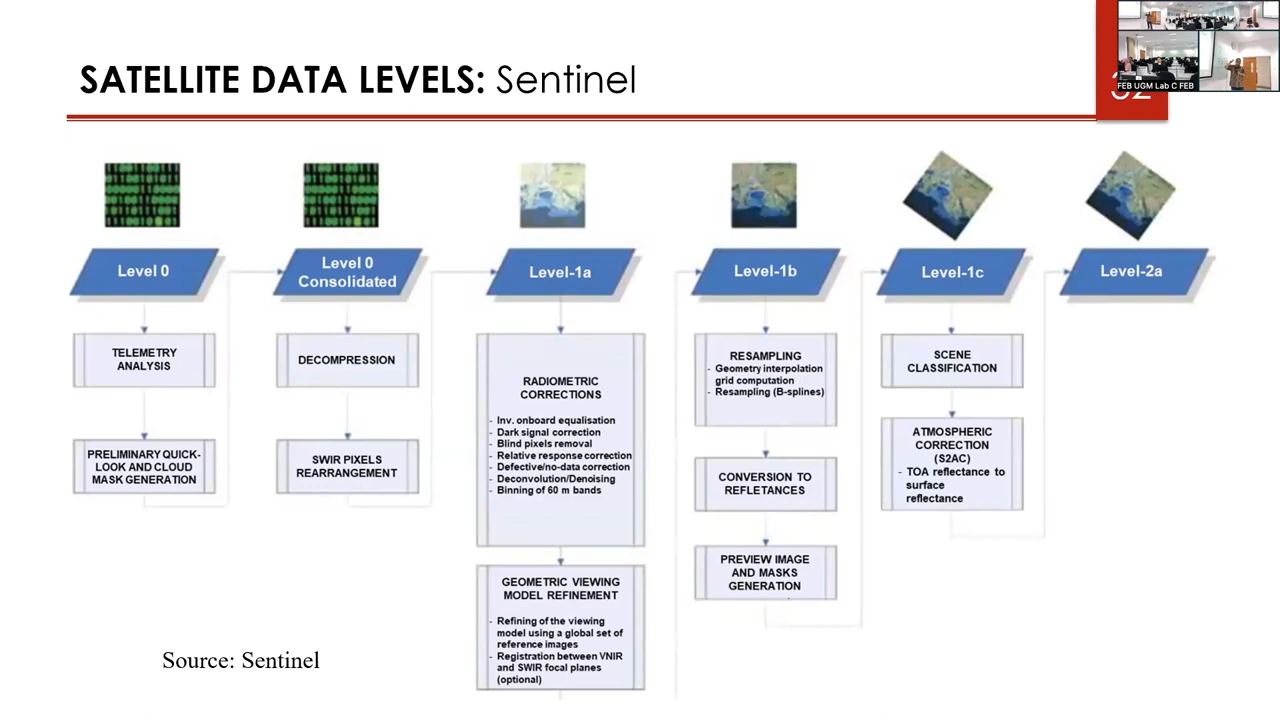 SATELLITE DATA LEVELS: Sentinel
FEB UGM Lab C FEB
Level 0
TELEMETRY
ANALYSIS
PRELIMINARY QUICK-
LOOK AND CLOUD
MASK GENERATION
Level 0
Consolidated
DECOMPRESSION
SWIR PIXELS
REARRANGEMENT
Level-1a
RADIOMETRIC
CORRECTIONS
- Inv. onboard equalisation
- Dark signal correction
- Blind pixels removal
- Relative response correction
- Defective/no-data correction
- Deconvolution/Denoising
- Binning of 60 m bands
GEOMETRIC VIEWING
MODEL REFINEMENT
- Refining of the viewing
model using a global set of
reference images
- Registration between VNIR
and SWIR focal planes
(optional)
Level-1b
RESAMPLING
- Geometry interpolation
grid computation
- Resampling (B-splines)
CONVERSION TO
REFLETANCES
PREVIEW IMAGE
AND MASKS
GENERATION
Level-1c
SCENE
CLASSIFICATION
ATMOSPHERIC
CORRECTION
(S2AC)
- TOA reflectance to
surface
reflectance
Level-2a
Source: Sentinel